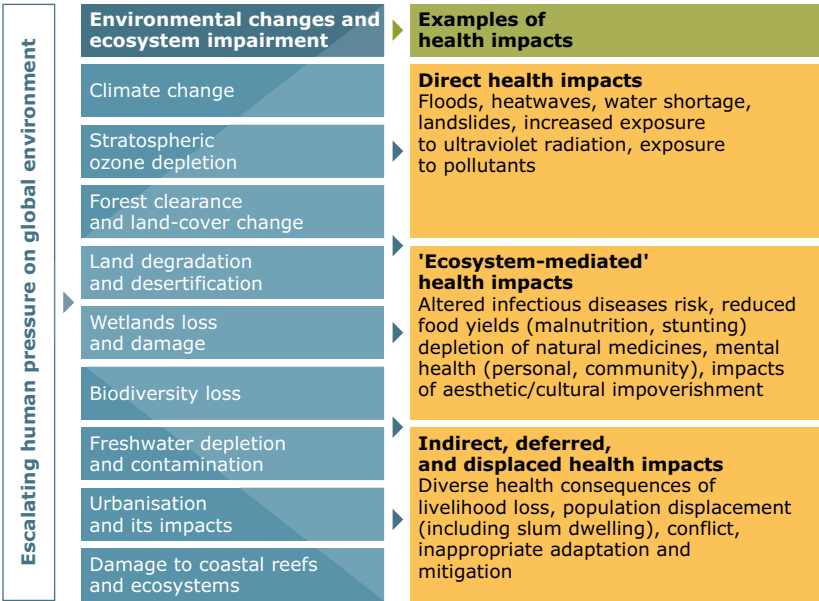 Escalating human pressure on global environment
Environmental changes and
ecosystem impairment
Climate change
Stratospheric
ozone depletion
Forest clearance
and land-cover change
Land degradation
and desertification
Wetlands loss
and damage
Biodiversity loss
Freshwater depletion
and contamination
Urbanisation
and its impacts
Damage to coastal reefs
and ecosystems
Examples of
health impacts
Direct health impacts
Floods, heatwaves, water shortage,
landslides, increased exposure
to ultraviolet radiation, exposure
to pollutants
'Ecosystem-mediated'
health impacts
Altered infectious diseases risk, reduced
food yields (malnutrition, stunting)
depletion of natural medicines, mental
health (personal, community), impacts
of aesthetic/cultural impoverishment
Indirect, deferred,
and displaced health impacts
Diverse health consequences of
livelihood loss, population displacement
(including slum dwelling), conflict,
inappropriate adaptation and
mitigation